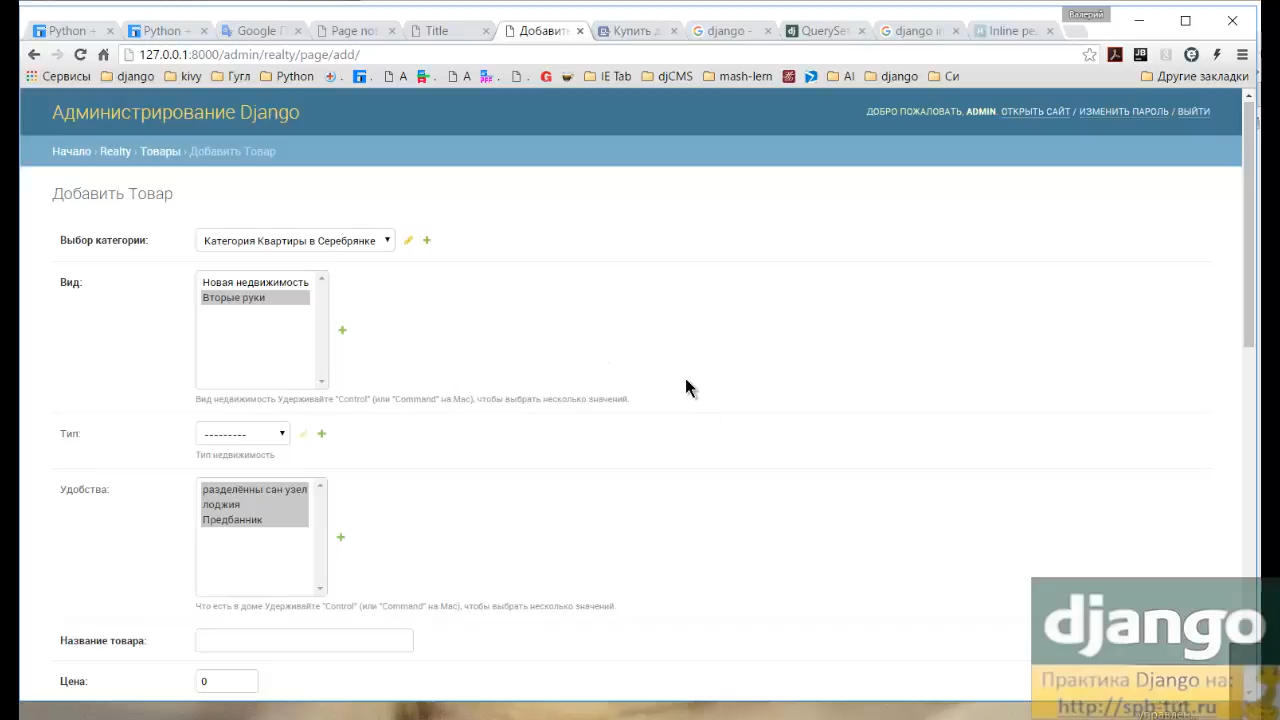 Валерий
Python +
Python +
Google П
Page not
Title
Добавить
Купить д
django -
QuerySet
django in
Inline pe
127.0.0.1:8000/admin/realty/page/add/
Сервисы
django
kivy
Гугл
Python
А
А
IE Tab
djCMS
mash-lern
AI
django
Си
Другие закладки
Администрирование Django
ДОБРО ПОЖАЛОВАТЬ, ADMIN. ОТКРЫТЬ САЙТ / ИЗМЕНИТЬ ПАРОЛЬ / ВЫЙТИ
Начало › Realty › Товары › Добавить Товар
Добавить Товар
Выбор категории:
Категория Квартиры в Серебрянке
Вид:
Новая недвижимость
Вторые руки
Вид недвижимость Удерживайте "Control" (или "Command" на Mac), чтобы выбрать несколько значений.
Тип:
---------
Тип недвижимость
Удобства:
разделённы сан узел
лоджия
Предбанник
Что есть в доме Удерживайте "Control" (или "Command" на Mac), чтобы выбрать несколько значений.
Название товара:
Цена:
0
django
Практика Django на:
http://spb-tut.ru